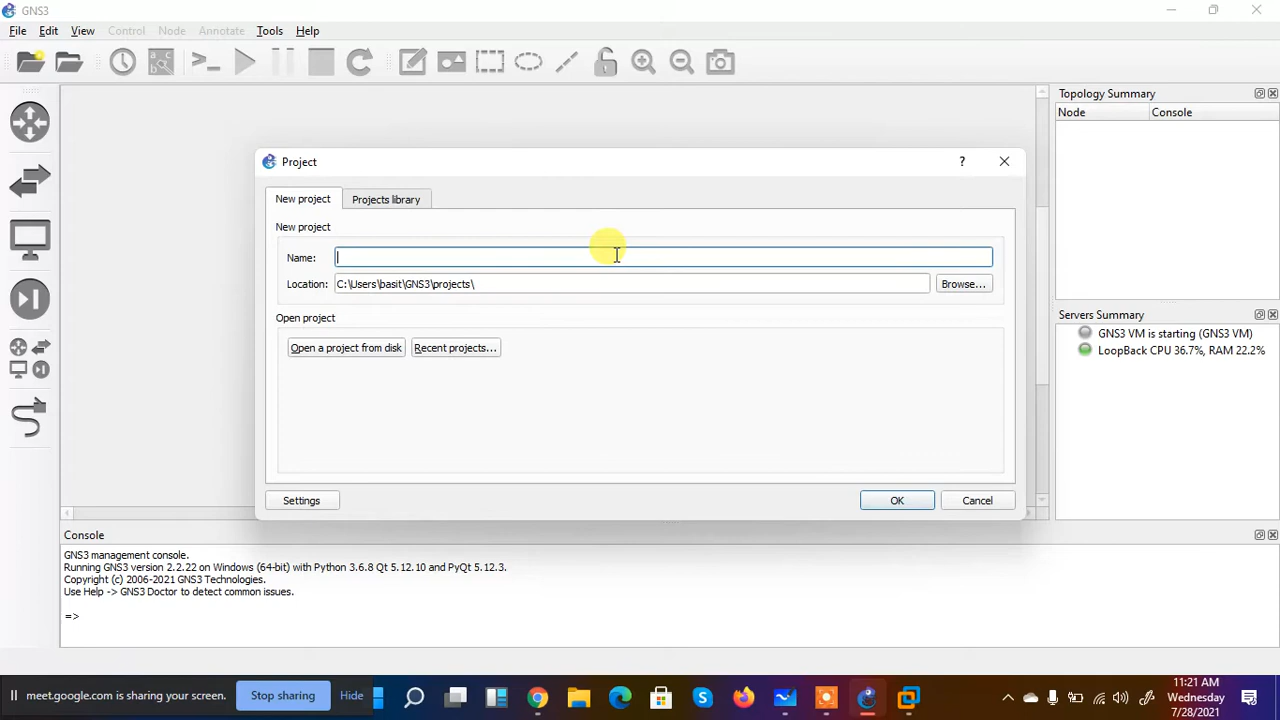 GNS3
File Edit View Control Node Annotate Tools Help
Topology Summary
Node Console
Project
New project Projects library
New project
Name:
Location: C:\Users\basit\GNS3\projects\ Browse...
Open project
Open a project from disk Recent projects...
Settings OK Cancel
Servers Summary
GNS3 VM is starting (GNS3 VM)
LoopBack CPU 36.7%, RAM 22.2%
Console
GNS3 management console.
Running GNS3 version 2.2.22 on Windows (64-bit) with Python 3.6.8 Qt 5.12.10 and PyQt 5.12.3.
Copyright (c) 2006-2021 GNS3 Technologies.
Use Help -> GNS3 Doctor to detect common issues.
=>
meet.google.com is sharing your screen. Stop sharing Hide
11:21 AM
Wednesday
7/28/2021